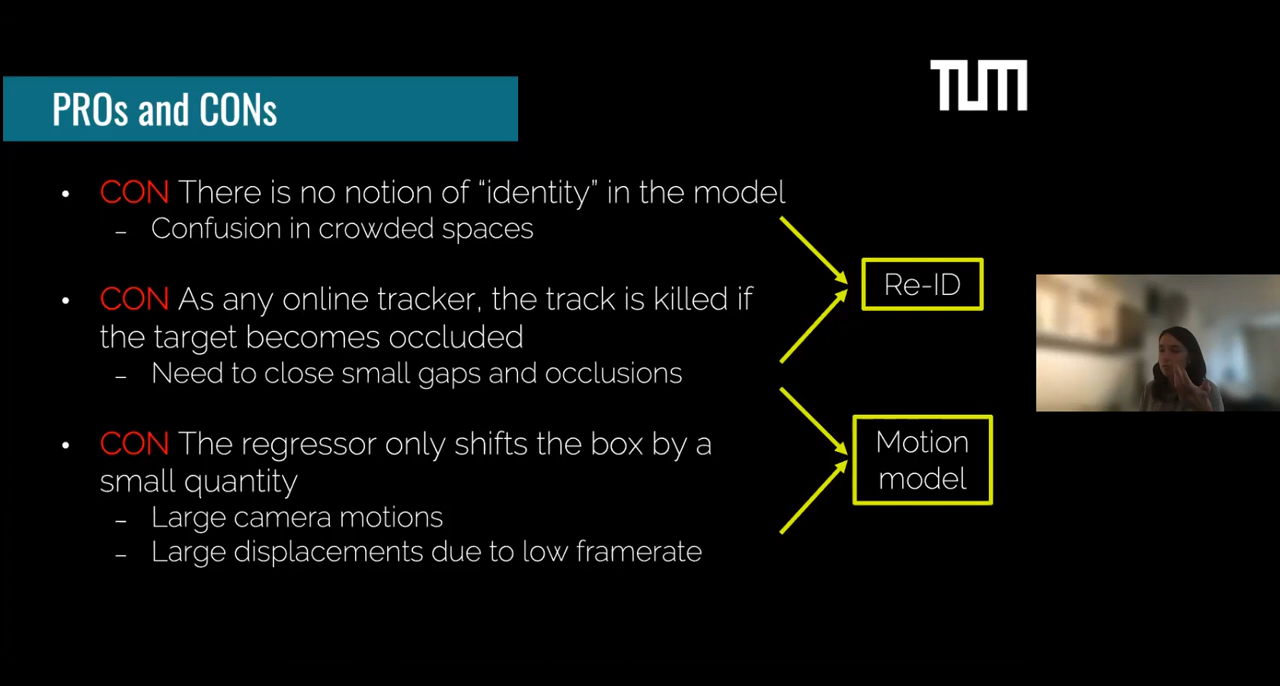 TUM
PROs and CONs
• CON There is no notion of “identity” in the model
– Confusion in crowded spaces
• CON As any online tracker, the track is killed if
the target becomes occluded
– Need to close small gaps and occlusions
• CON The regressor only shifts the box by a
small quantity
– Large camera motions
– Large displacements due to low framerate
Re-ID
Motion
model